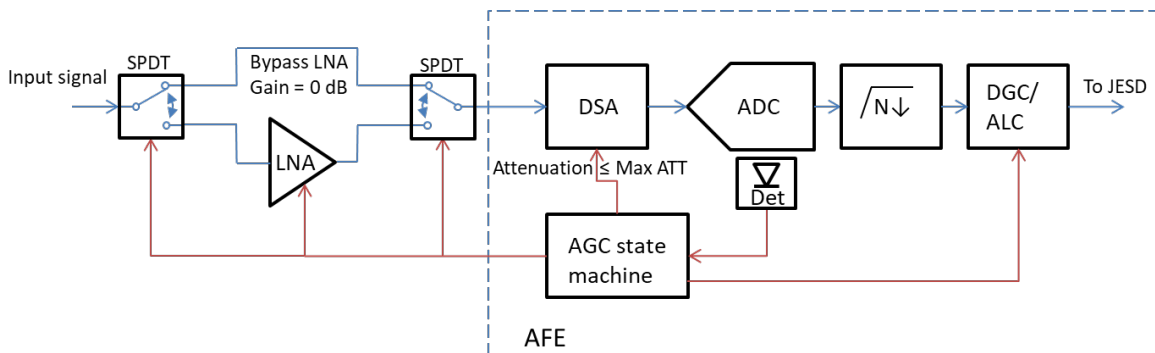 Input signal
SPDT
Bypass LNA
Gain = 0 dB
LNA
SPDT
DSA
ADC
/N↓
DGC/
ALC
To JESD
Attenuation ≤ Max ATT
Det
AGC state
machine
AFE